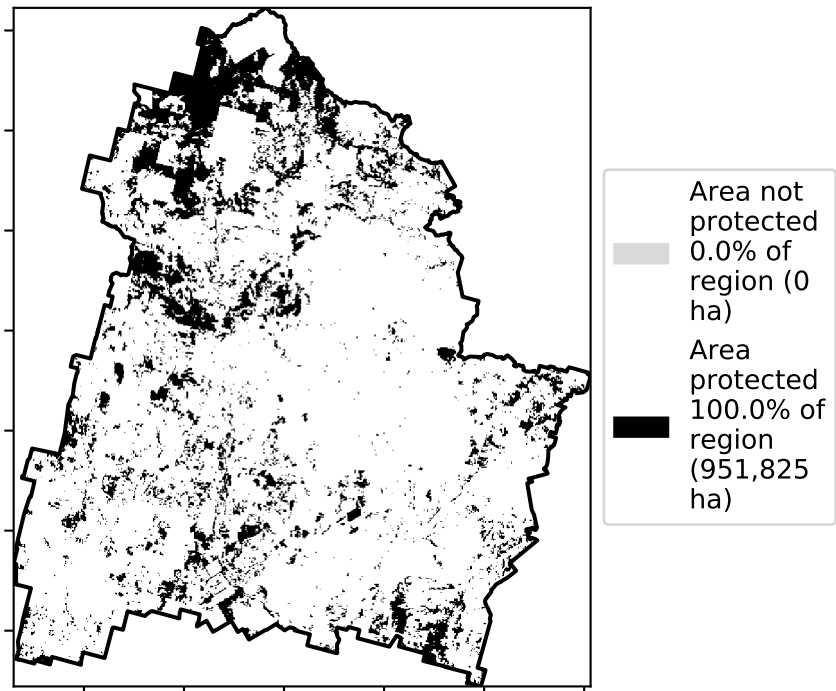 Area not
protected
0.0% of
region (0
ha)
Area
protected
100.0% of
region
(951,825
ha)